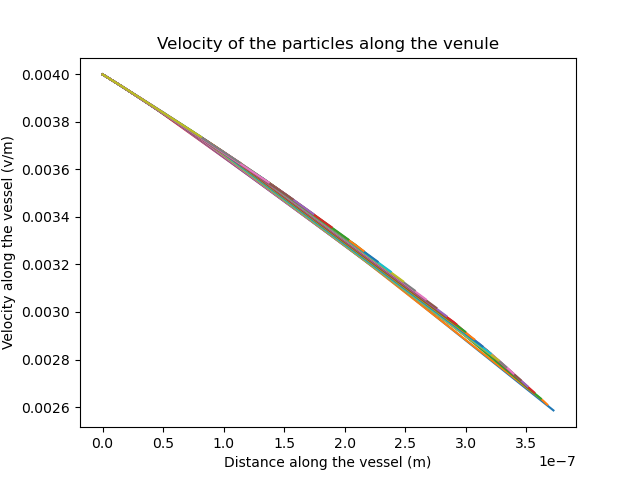 Velocity of the particles along the venule
Velocity along the vessel (v/m)
0.0040
0.0038
0.0036
0.0034
0.0032
0.0030
0.0028
0.0026
0.0 0.5 1.0 1.5 2.0 2.5 3.0 3.5
1e−7
Distance along the vessel (m)